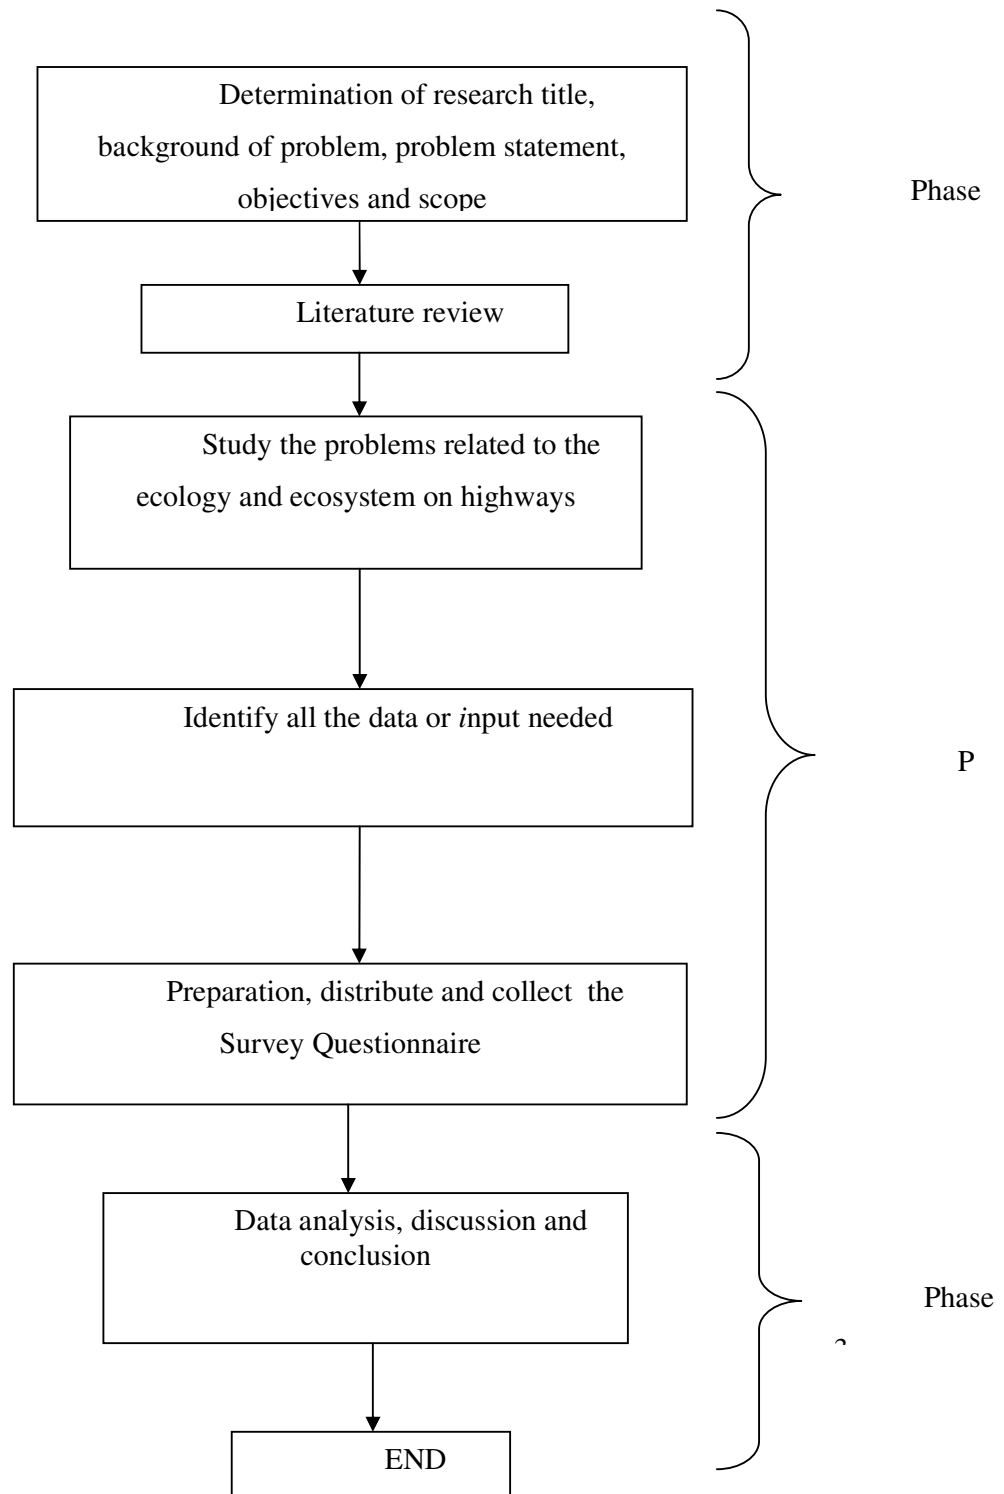 Determination of research title,
background of problem, problem statement,
objectives and scope
Phase
Literature review
Study the problems related to the
ecology and ecosystem on highways
Identify all the data or input needed
P
Preparation, distribute and collect the
Survey Questionnaire
Data analysis, discussion and
conclusion
Phase
END